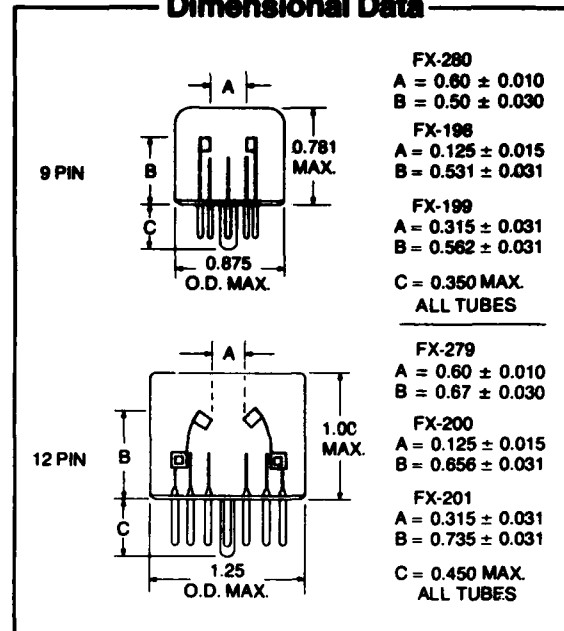 Dimensional Data
FX-280
A = 0.60 ± 0.010
B = 0.50 ± 0.030
FX-198
A = 0.125 ± 0.015
B = 0.531 ± 0.031
FX-199
A = 0.315 ± 0.031
B = 0.562 ± 0.031
C = 0.350 MAX.
ALL TUBES
9 PIN
A
B
C
0.781
MAX.
0.875
O.D. MAX.
FX-279
A = 0.60 ± 0.010
B = 0.67 ± 0.030
FX-200
A = 0.125 ± 0.015
B = 0.656 ± 0.031
FX-201
A = 0.315 ± 0.031
B = 0.735 ± 0.031
C = 0.450 MAX.
ALL TUBES
12 PIN
A
B
C
1.00
MAX.
1.25
O.D. MAX.